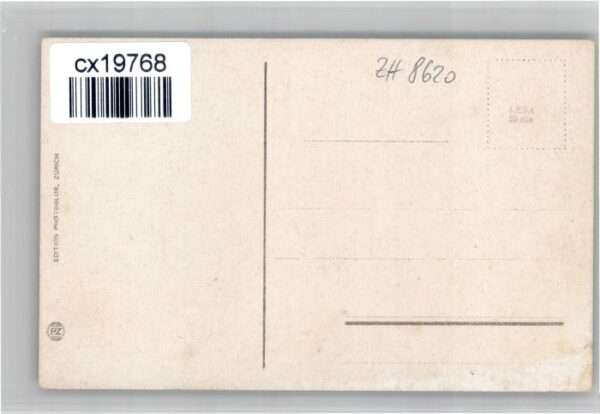 cx19768
ZH 8620
EDITION PHOTOGLOB, ZÜRICH
PZ